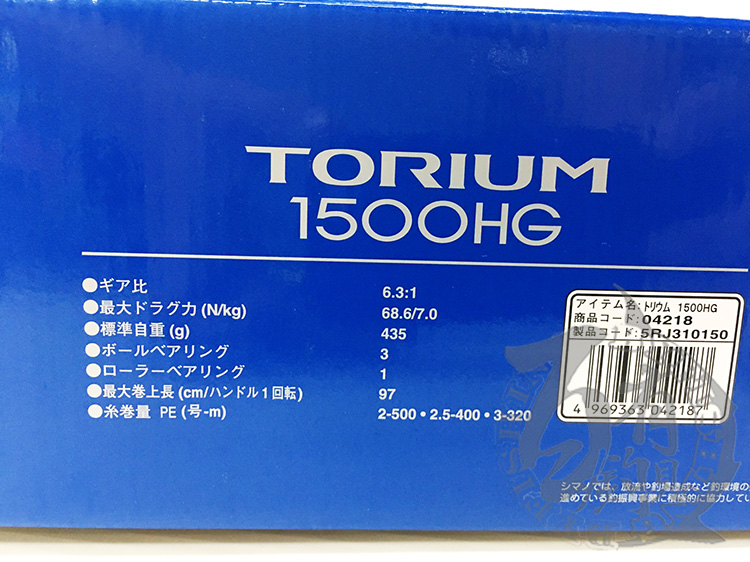 TORIUM
1500HG
●ギア比 6.3:1
●最大ドラグ力(N/kg) 68.6/7.0
●標準自重(g) 435
●ボールベアリング 3
●ローラーベアリング 1
●最大巻上長(cm/ハンドル1回転) 97
●糸巻量 PE(号-m) 2-500・2.5-400・3-320
アイテム名:トリウム 1500HG
商品コード:04218
製品コード:5RJ310150
4 969363 042187
シマノでは、放流や釣場造成など釣環境の
進めている釣振興事業に積極的に協力してい